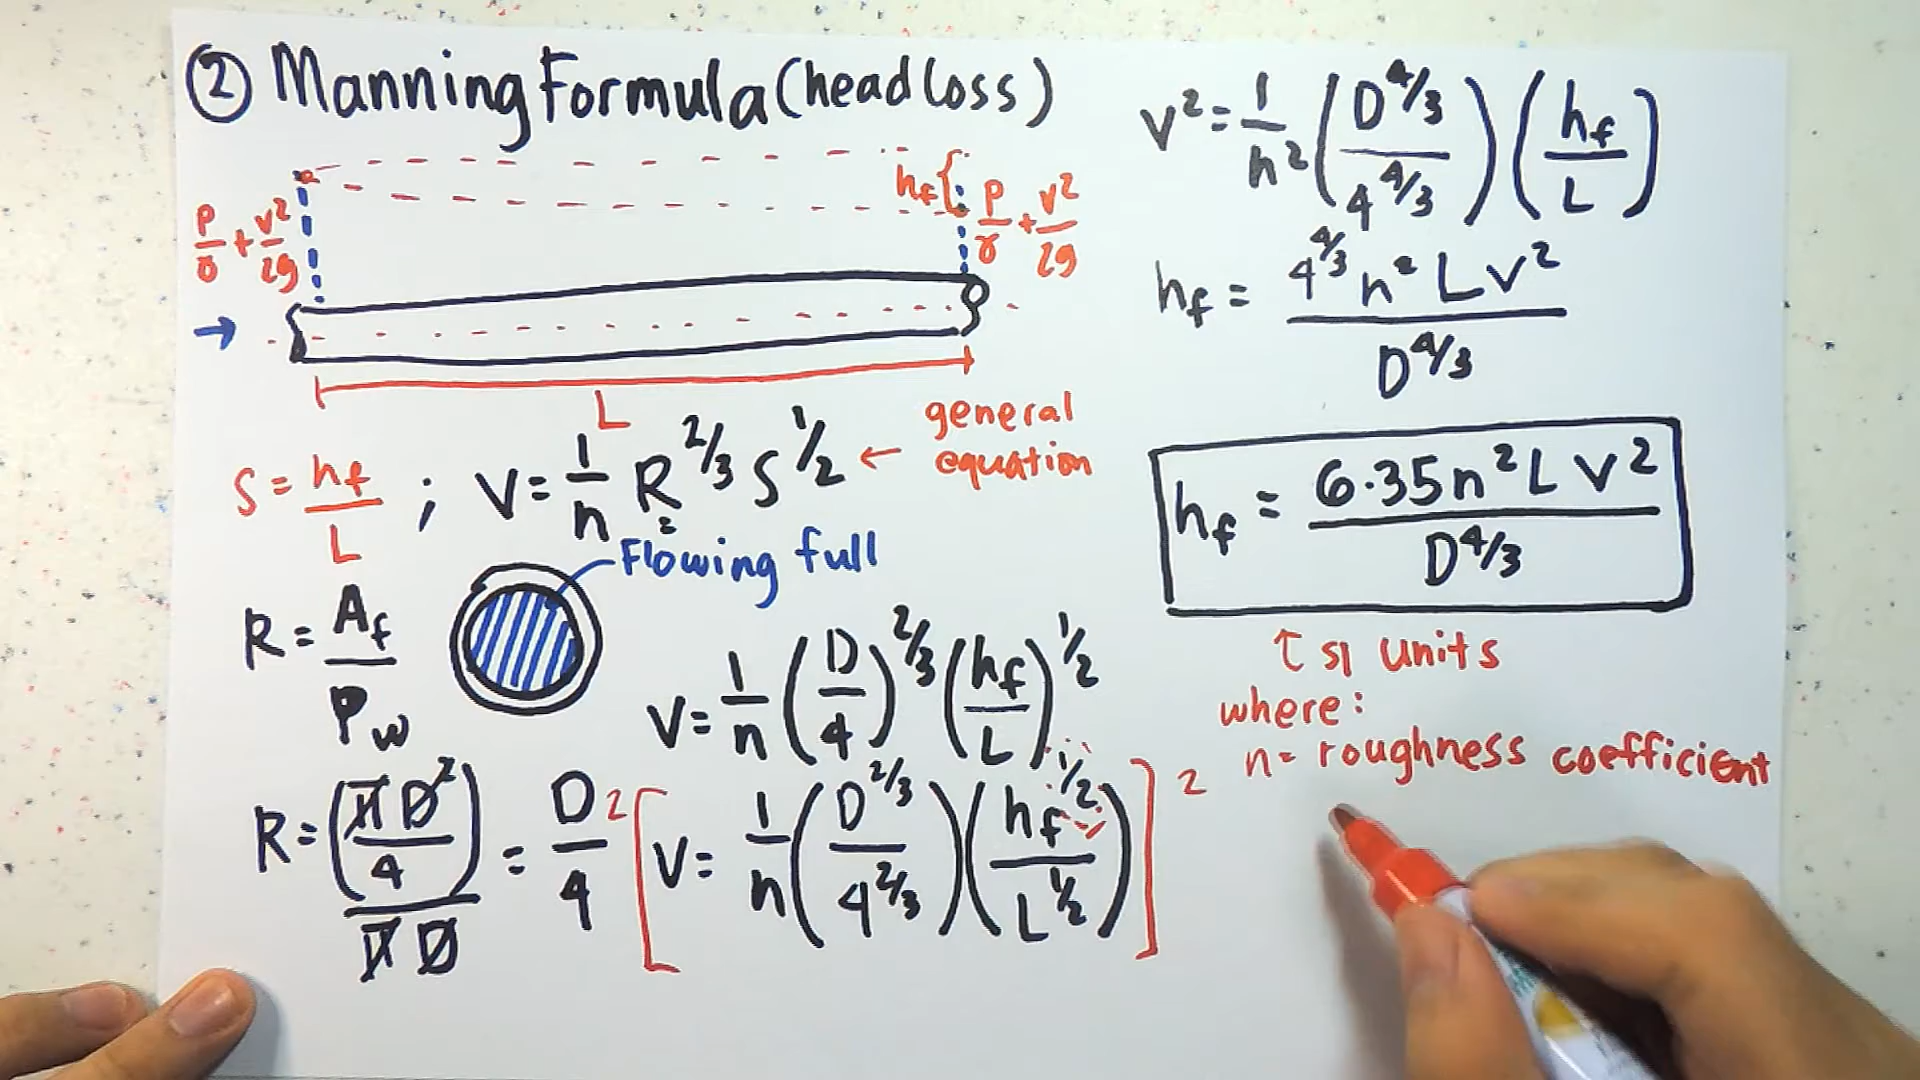 ② Manning Formula (head loss)
hf {
P/γ + V²/2g
P/γ + V²/2g
→
L
S = hf/L ; V = 1/n R^2/3 S^1/2 ← general equation
Flowing full
R = Af/Pw
V = 1/n (D/4)^2/3 (hf/L)^1/2
R = (πD²/4)/πD = D/4
2[V = 1/n (D^2/3/4^2/3)(hf^1/2/L^1/2)]2
V² = 1/n² (D^4/3/4^4/3)(hf/L)
hf = 4^4/3 n² L V²/D^4/3
hf = 6.35n² L V²/D^4/3
↑ SI units
where:
n = roughness coefficient